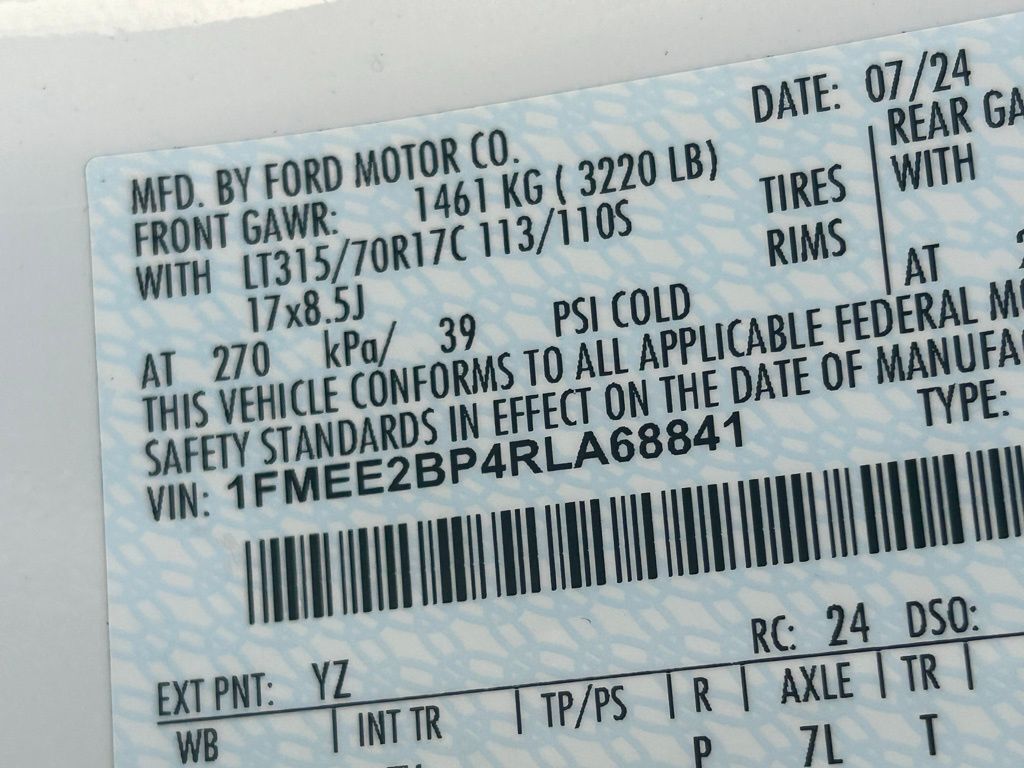 DATE: 07/24
MFD. BY FORD MOTOR CO.
FRONT GAWR: 1461 KG ( 3220 LB)
REAR
WITH LT315/70R17C 113/110S TIRES
WITH
17x8.5J RIMS
AT 270 kPa/ 39 PSI COLD
AT
THIS VEHICLE CONFORMS TO ALL APPLICABLE FEDERAL
SAFETY STANDARDS IN EFFECT ON THE DATE OF
VIN: 1FMEE2BP4RLA68841 TYPE:
RC: 24 DSO:
EXT PNT: YZ
WB | INT TR | TP/PS | R | AXLE | TR |
P 7L T